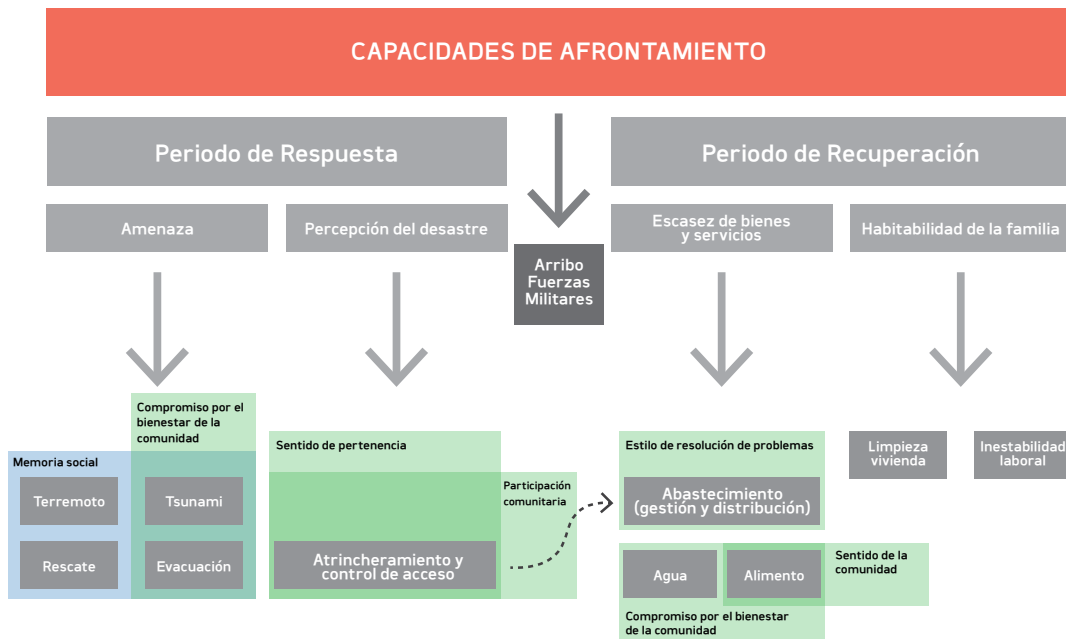 CAPACIDADES DE AFRONTAMIENTO
Periodo de Respuesta
Periodo de Recuperación
Amenaza
Percepción del desastre
Escasez de bienes
y servicios
Habitabilidad de la familia
Arribo
Fuerzas
Militares
Compromiso por el
bienestar de la
comunidad
Memoria social
Terremoto
Tsunami
Rescate
Evacuación
Sentido de pertenencia
Participación
comunitaria
Atrincheramiento y
control de acceso
Estilo de resolución de problemas
Abastecimiento
(gestión y distribución)
Limpieza
vivienda
Inestabilidad
laboral
Agua
Alimento
Sentido de la
comunidad
Compromiso por el bienestar
de la comunidad